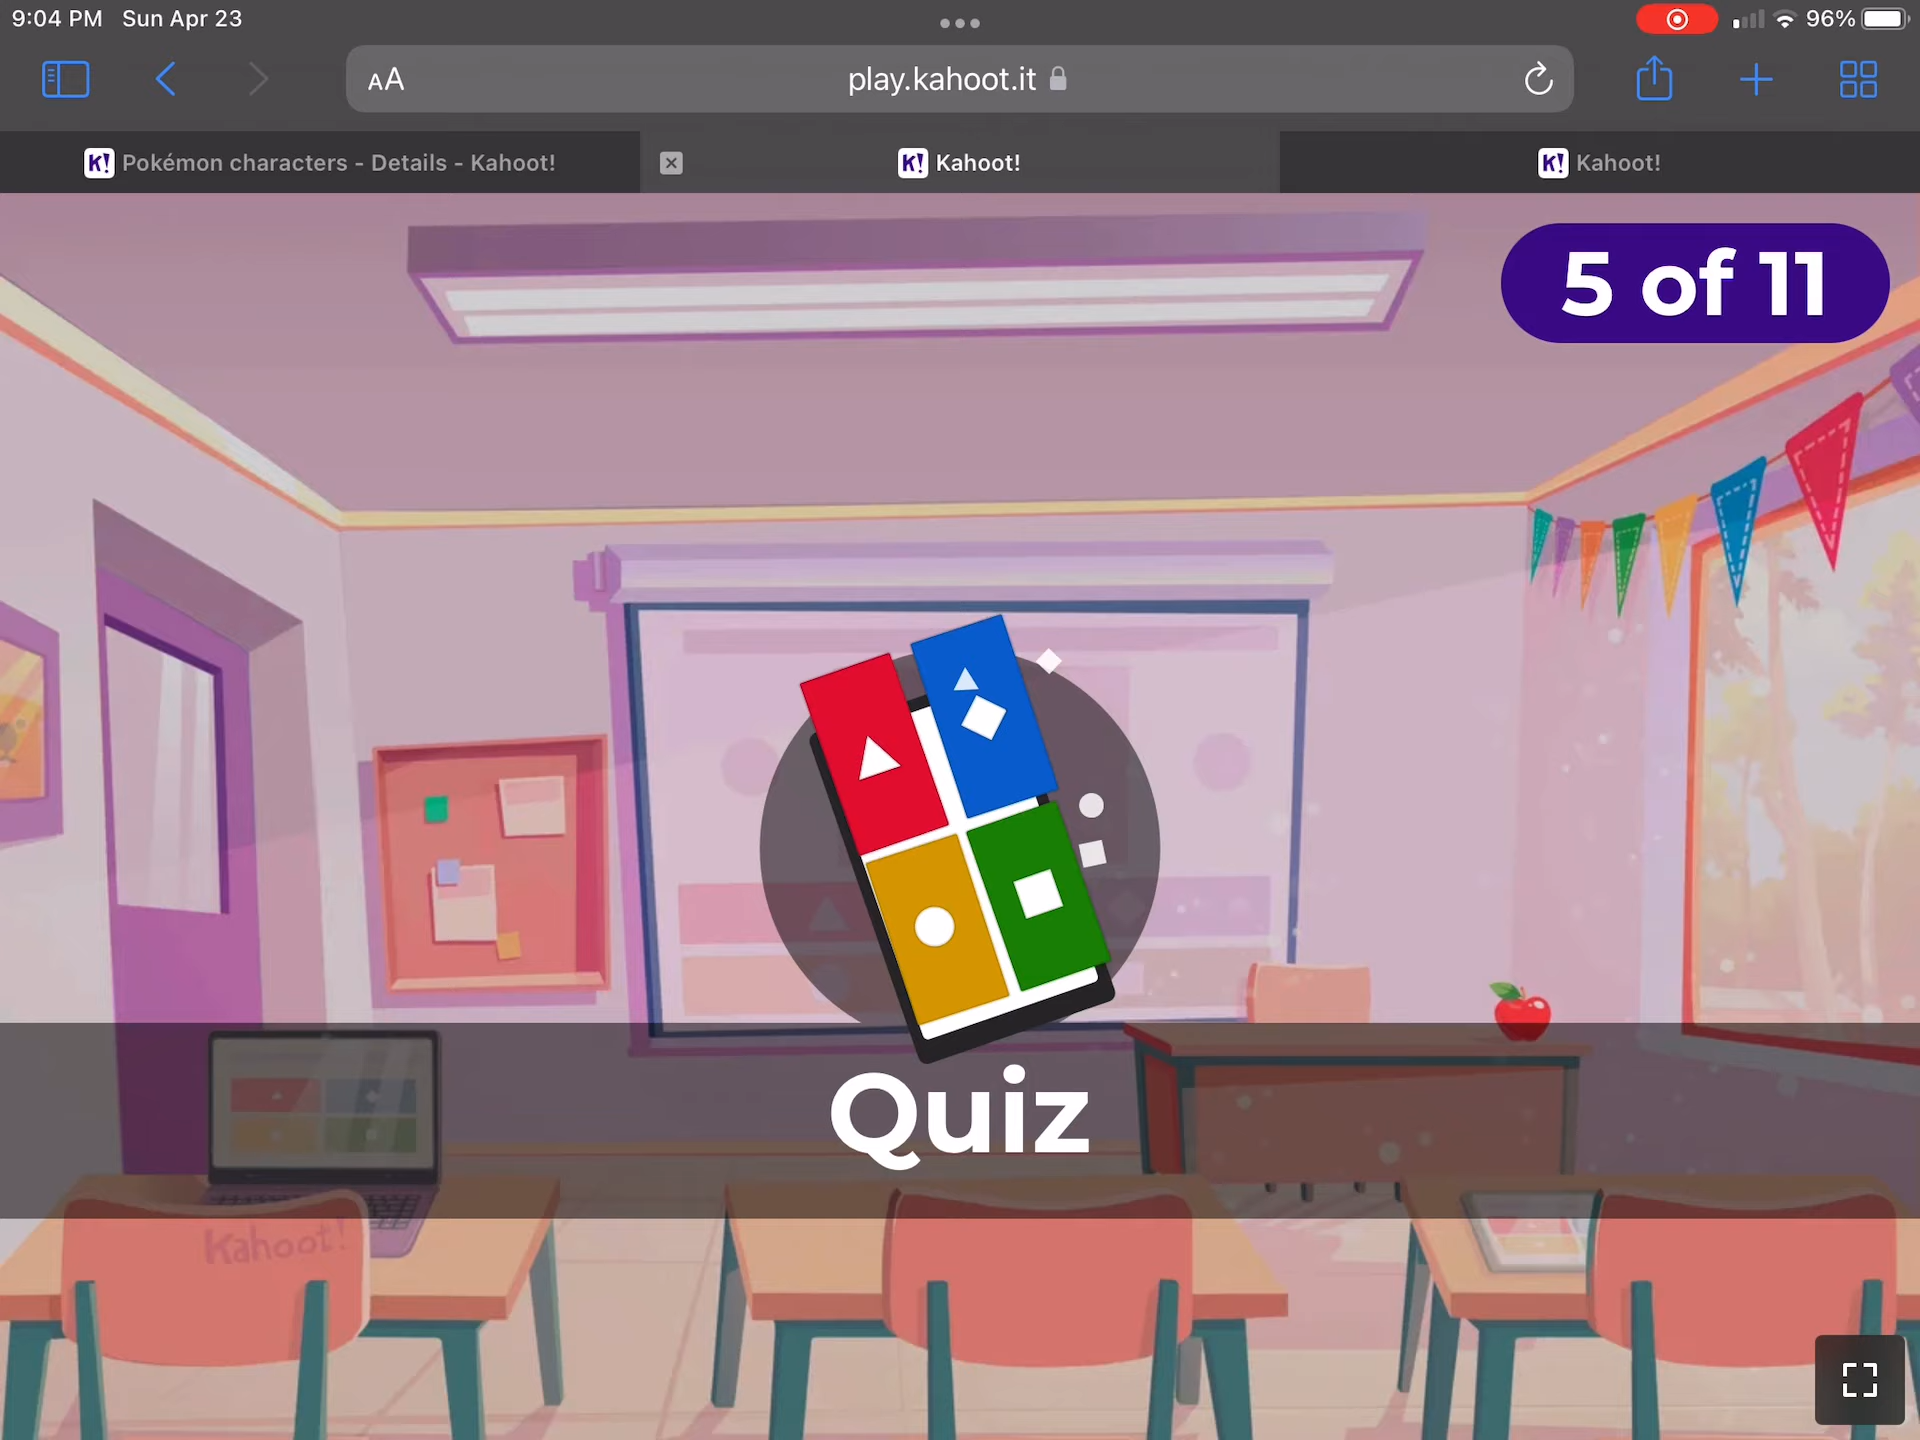 9:04 PM Sun Apr 23
96%
AA
play.kahoot.it
K! Pokémon characters - Details - Kahoot!
K! Kahoot!
K! Kahoot!
5 of 11
Quiz
Kahoot!